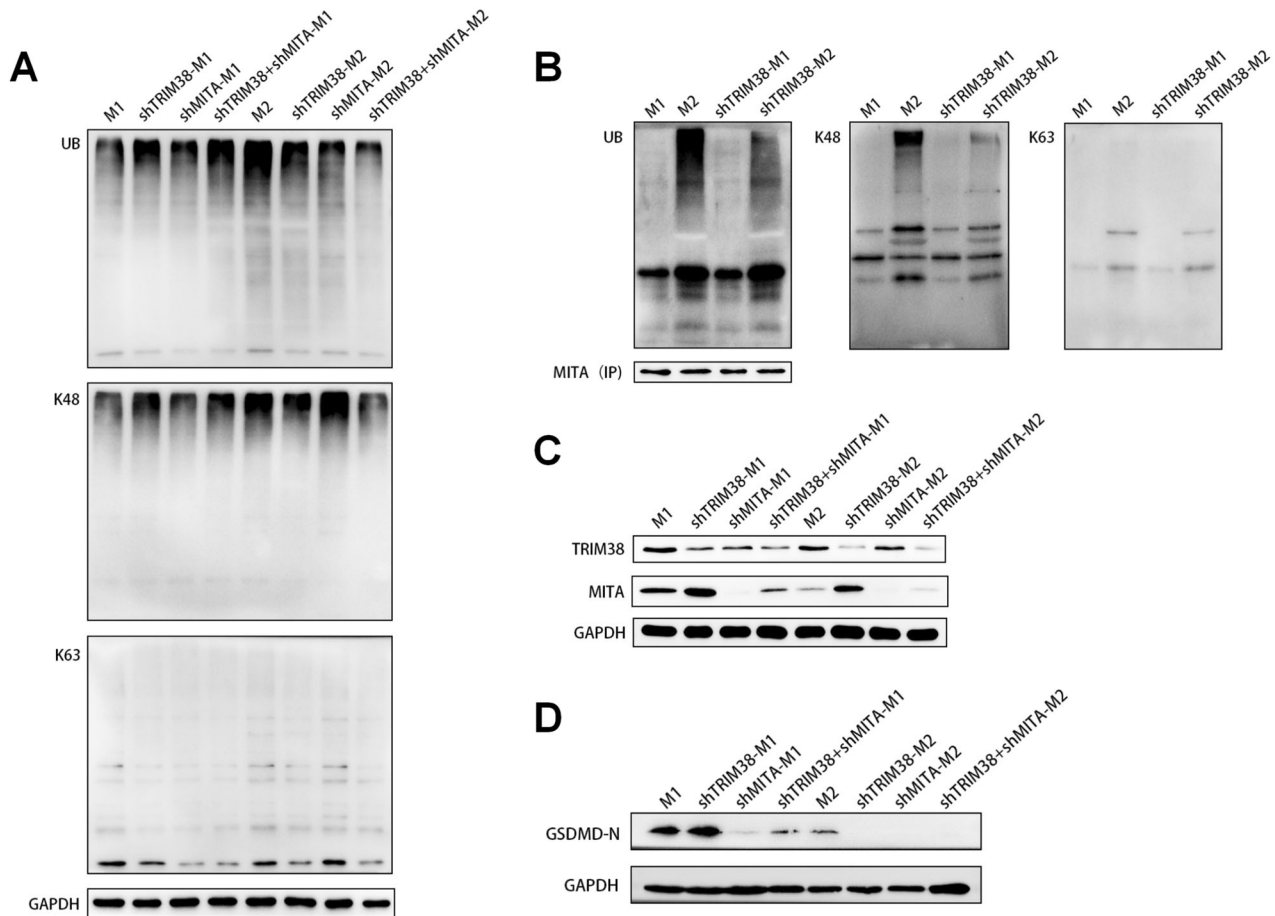 A
M1
shTRIM38-M1
shMITA-M1
shTRIM38+shMITA-M1
M2
shTRIM38-M2
shMITA-M2
shTRIM38+shMITA-M2
UB
K48
K63
GAPDH
B
M1
M2
shTRIM38-M1
shTRIM38-M2
UB
MITA (IP)
M1
M2
shTRIM38-M1
shTRIM38-M2
K48
M1
M2
shTRIM38-M1
shTRIM38-M2
K63
C
M1
shTRIM38-M1
shMITA-M1
shTRIM38+shMITA-M1
M2
shTRIM38-M2
shMITA-M2
shTRIM38+shMITA-M2
TRIM38
MITA
GAPDH
D
M1
shTRIM38-M1
shMITA-M1
shTRIM38+shMITA-M1
M2
shTRIM38-M2
shMITA-M2
shTRIM38+shMITA-M2
GSDMD-N
GAPDH